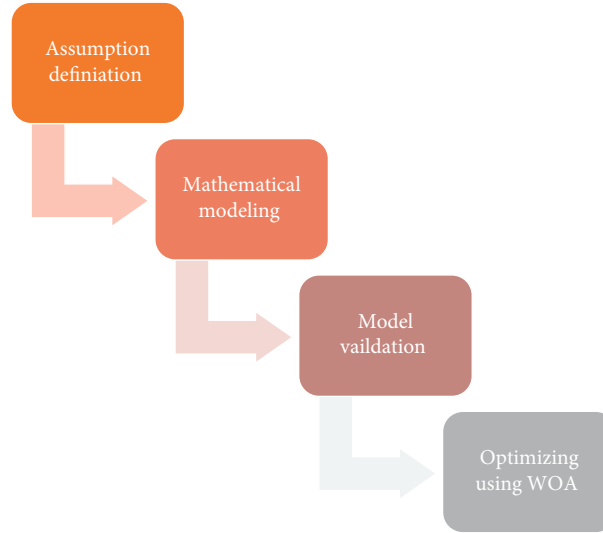 Assumption
definiation
Mathematical
modeling
Model
vaildation
Optimizing
using WOA